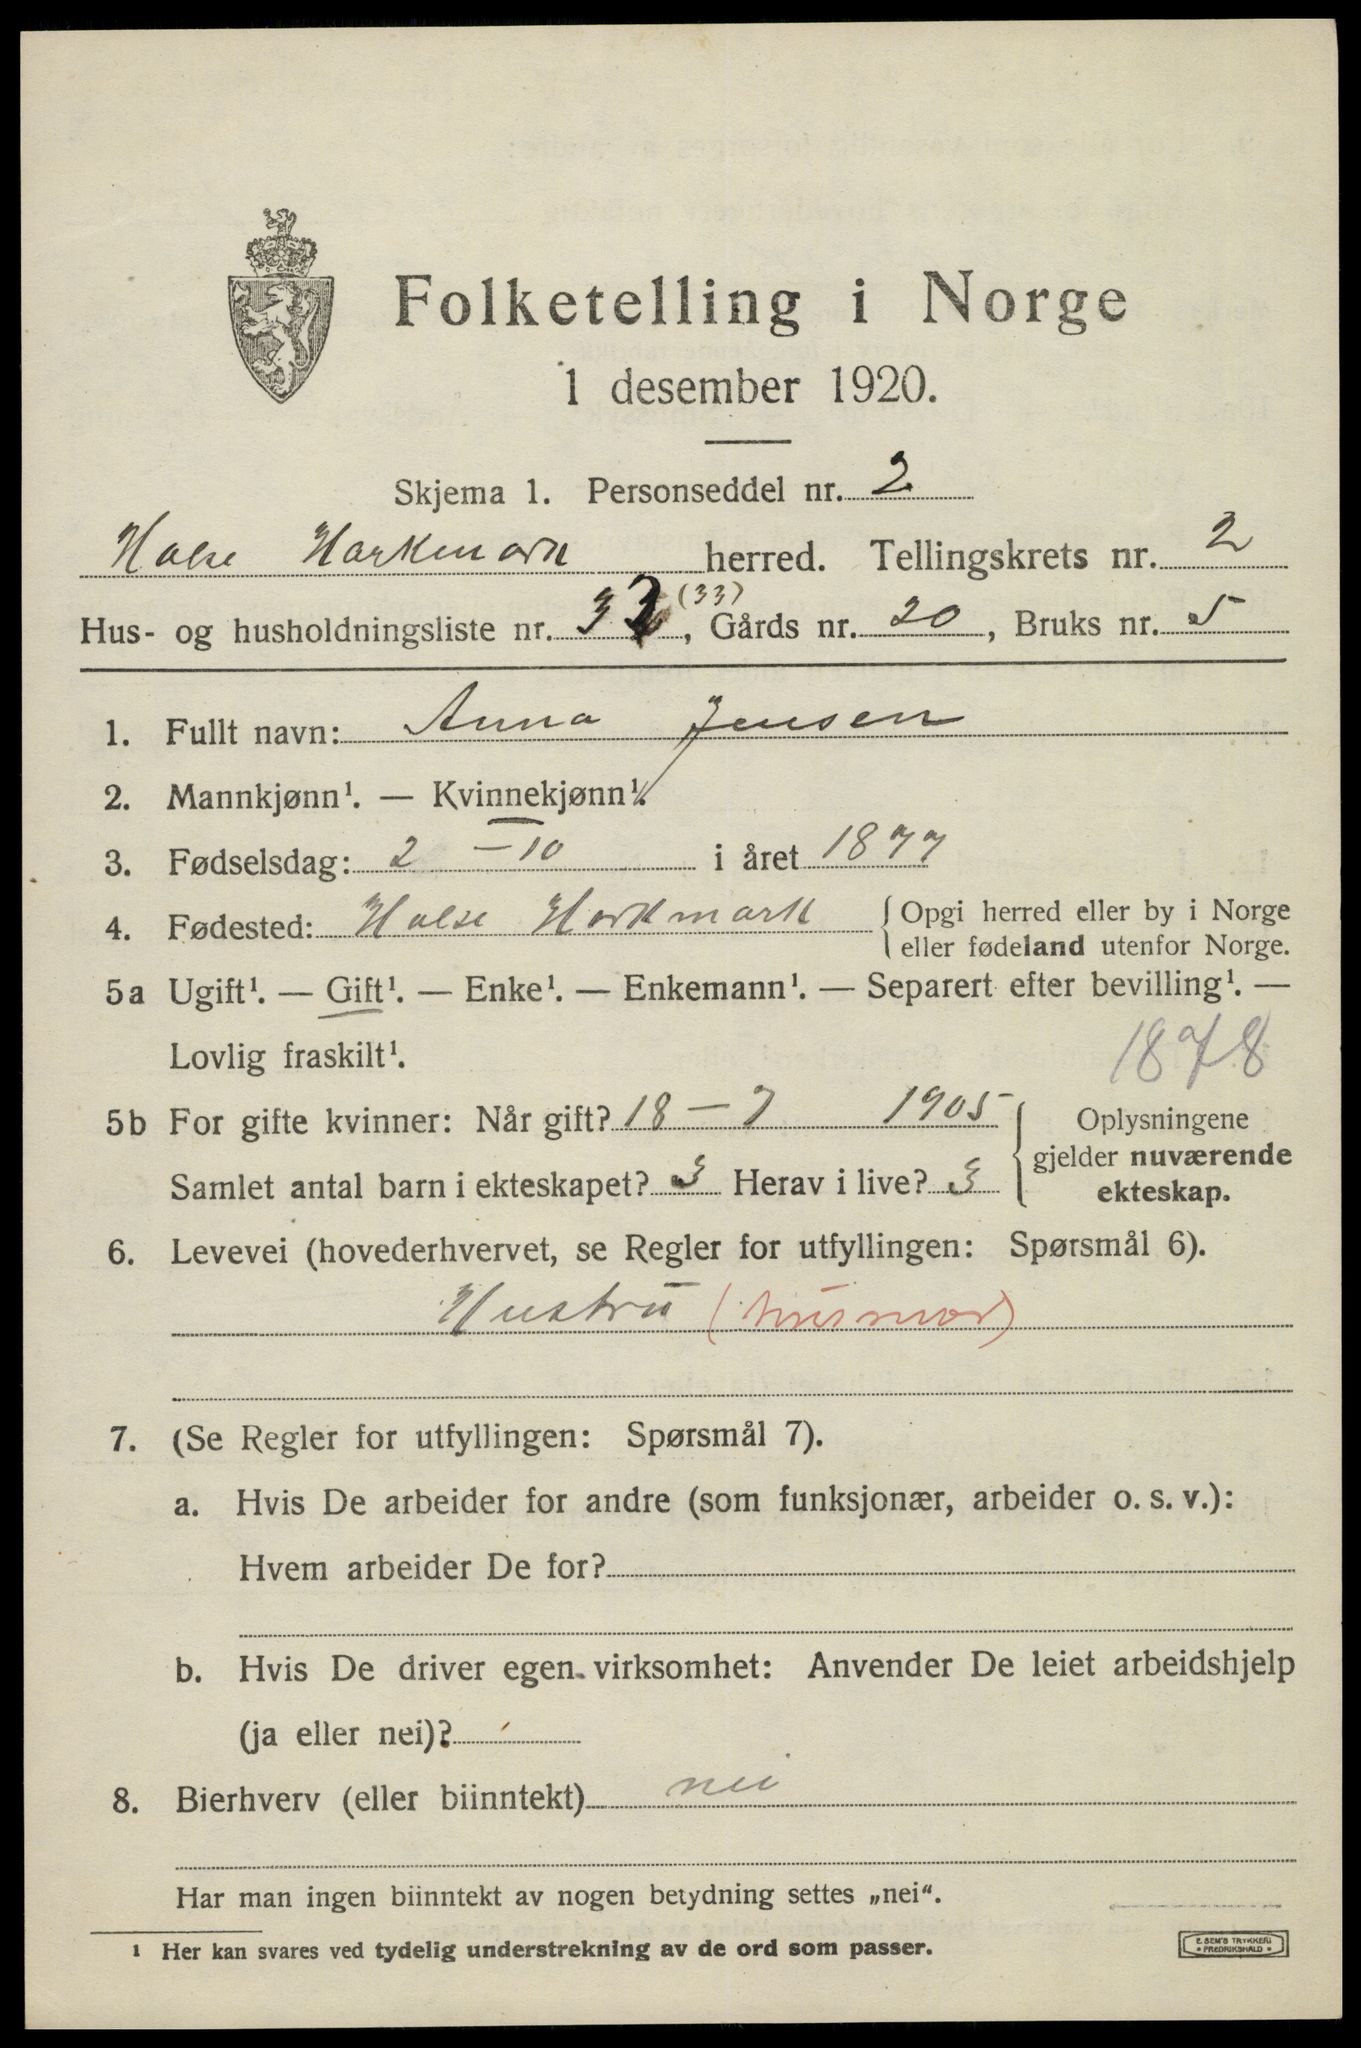 Folketelling i Norge
1 desember 1920.
Skjema 1. Personseddel nr. 2
Halse Harkmark herred. Tellingskrets nr. 2
Hus- og husholdningsliste nr. 32 (33), Gårds nr. 20, Bruks nr. 5
1. Fullt navn: Anna Jensen
2. Mannkjønn¹. — Kvinnekjønn¹.
3. Fødselsdag: 2 – 10 i året 1877
4. Fødested: Halse Harkmark { Opgi herred eller by i Norge
eller fødeland utenfor Norge.
5a Ugift¹. — Gift¹. — Enke¹. — Enkemann¹. — Separert efter bevilling¹. —
Lovlig fraskilt¹. 1878
5b For gifte kvinner: Når gift? 18 – 7 1905 { Oplysningene
gjelder nuværende
ekteskap.
Samlet antal barn i ekteskapet? 3 Herav i live? 3
6. Levevei (hovederhvervet, se Regler for utfyllingen: Spørsmål 6).
Hustru (husmor)
7. (Se Regler for utfyllingen: Spørsmål 7).
a. Hvis De arbeider for andre (som funksjonær, arbeider o. s. v.):
Hvem arbeider De for?
b. Hvis De driver egen virksomhet: Anvender De leiet arbeidshjelp
(ja eller nei)?
8. Bierhverv (eller biinntekt) nei
Har man ingen biinntekt av nogen betydning settes „nei“.
¹ Her kan svares ved tydelig understrekning av de ord som passer.
E. SEM'S TRYKKERI
• FREDRIKSHALD •